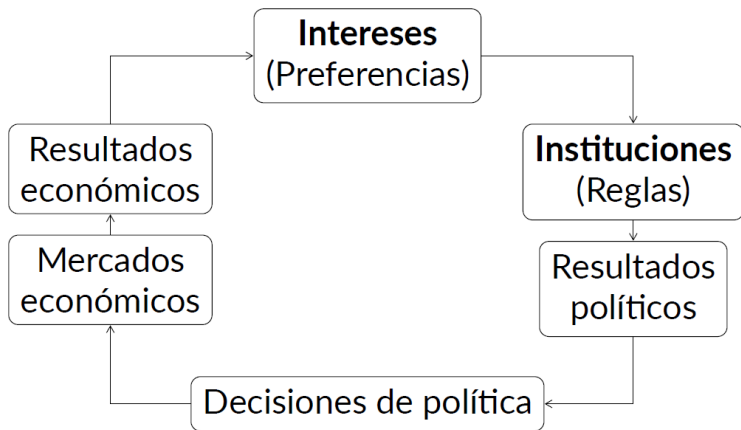 Intereses
(Preferencias)
Instituciones
(Reglas)
Resultados
políticos
Decisiones de política
Mercados
económicos
Resultados
económicos